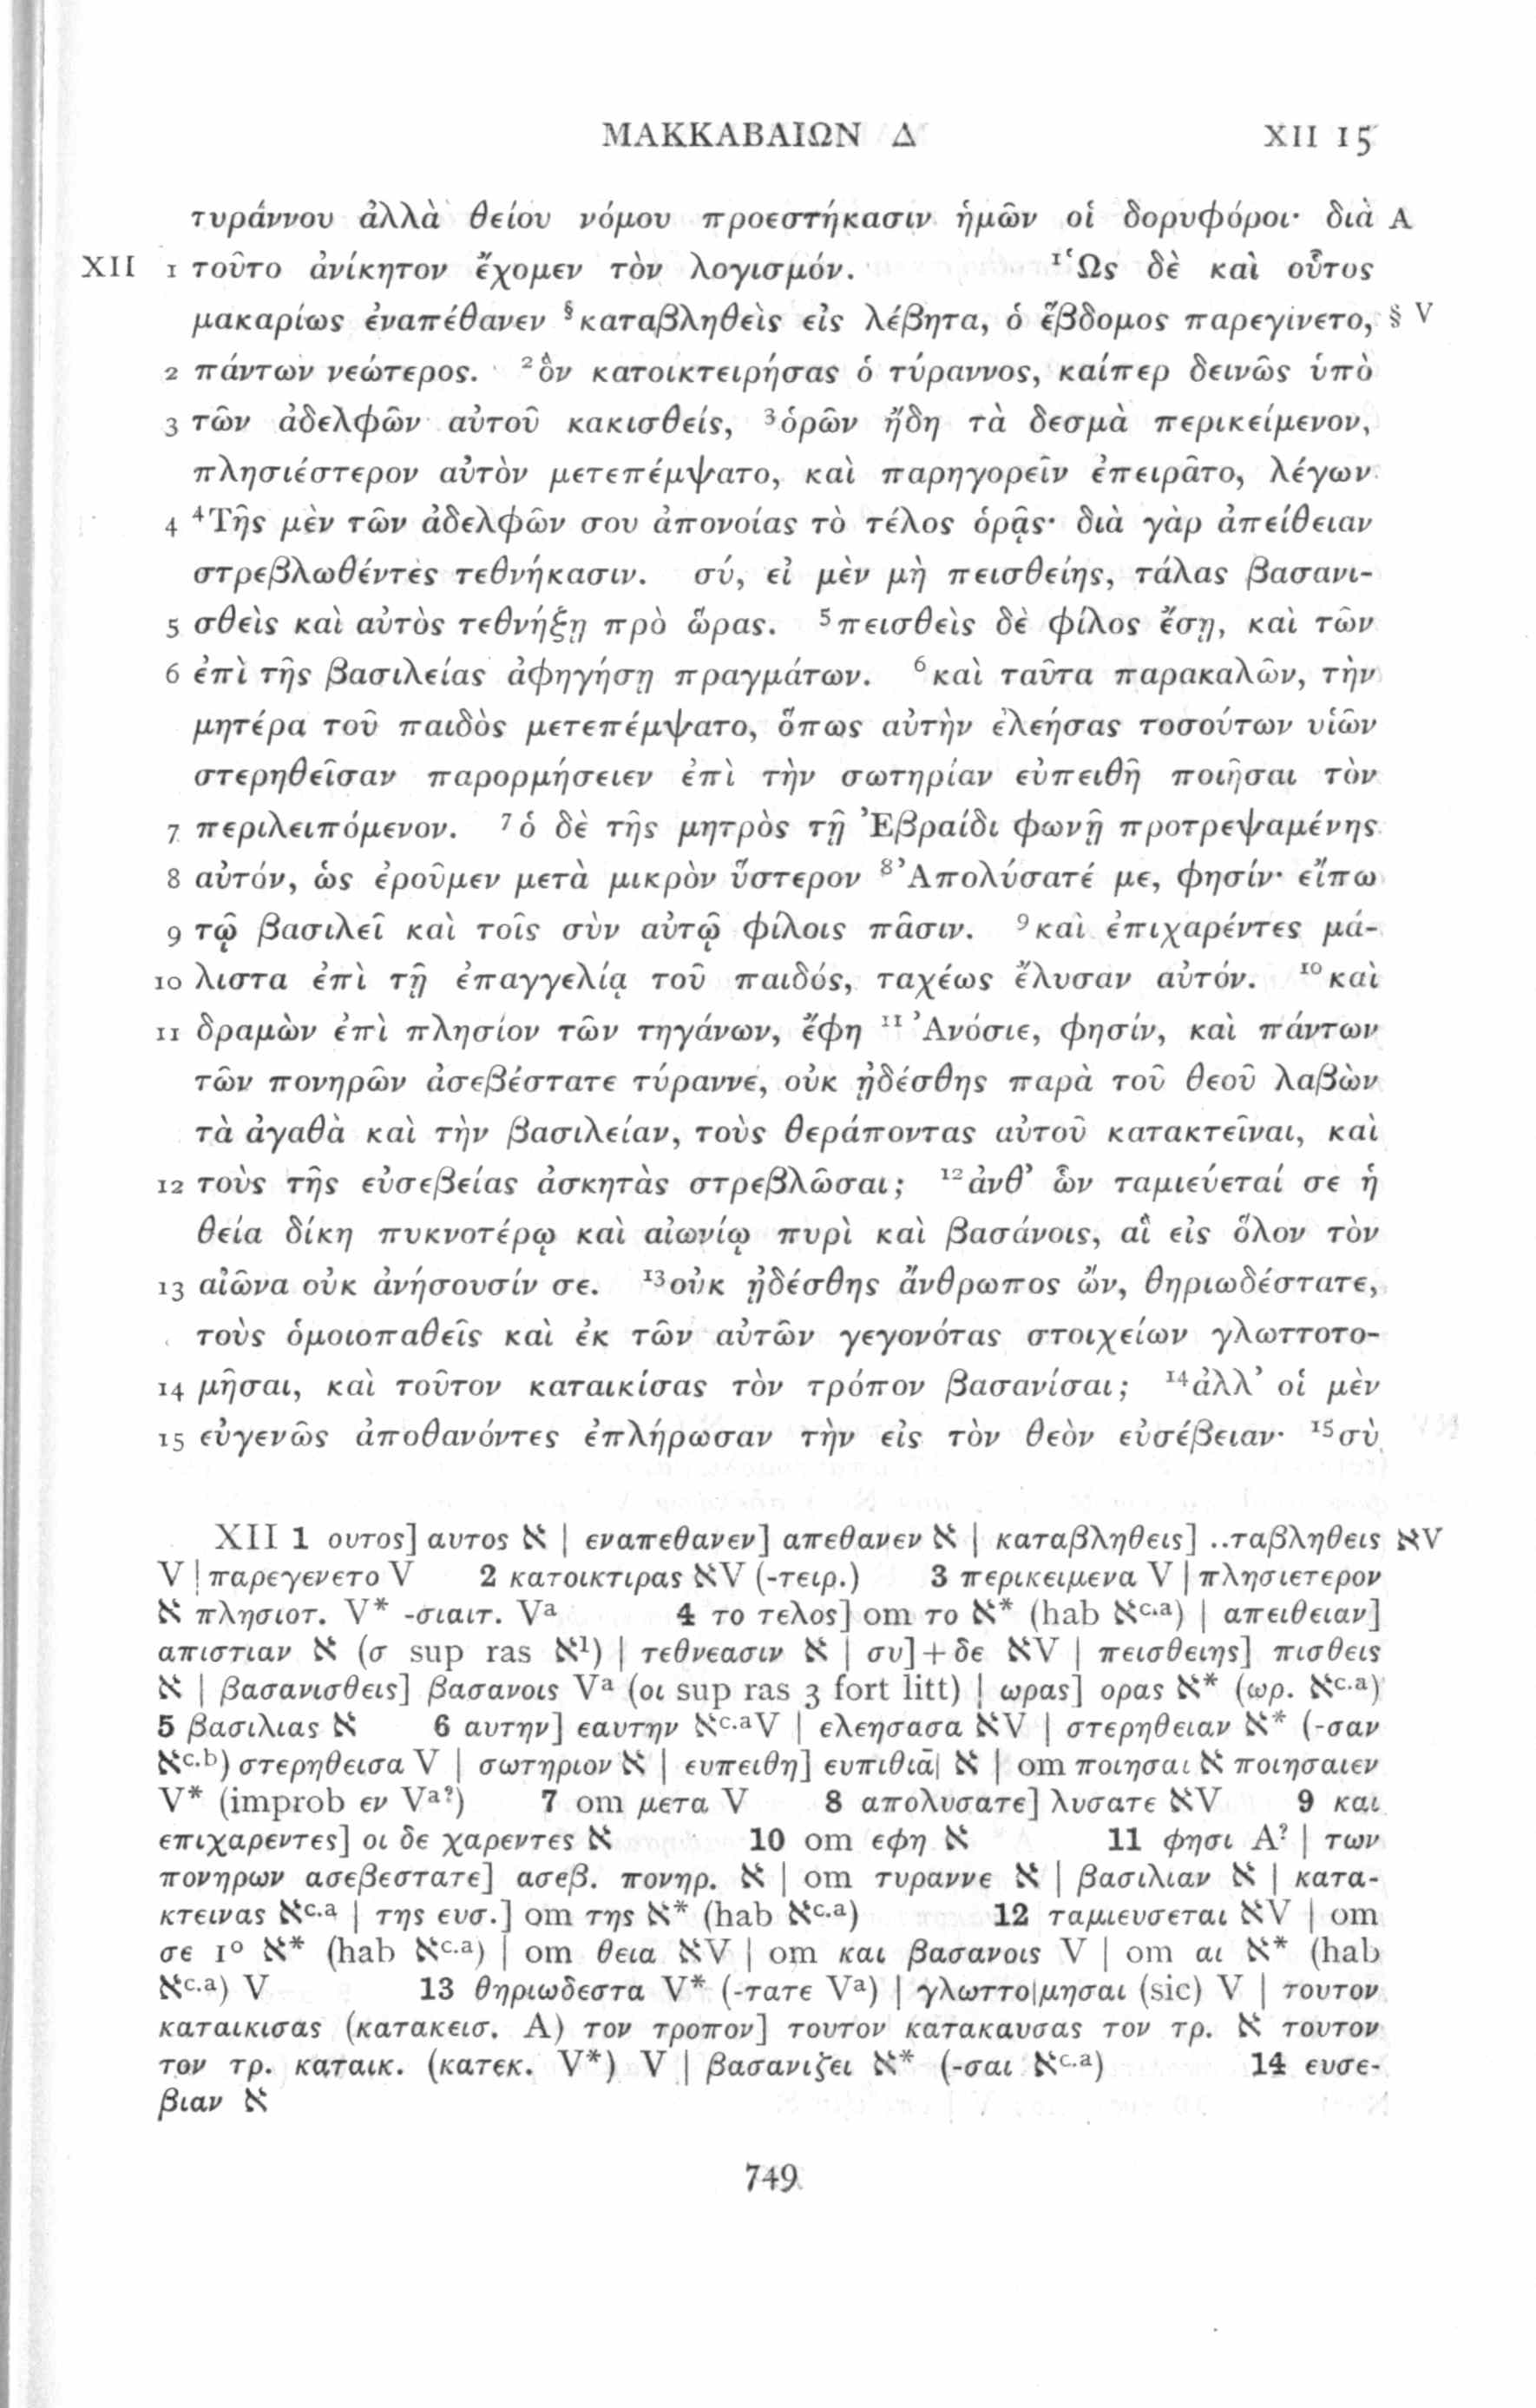 ΜΑΚΚΑΒΑΙΩΝ Δ XII 15
τυράννου ἀλλὰ θείου νόμου προεστήκασιν ἡμῶν οἱ δορυφόροι· διὰ A
XII 1 τοῦτο ἀνίκητον ἔχομεν τὸν λογισμόν. ¹Ὡς δὲ καὶ οὗτος
μακαρίως ἐναπέθανεν §καταβληθεὶς εἰς λέβητα, ὁ ἕβδομος παρεγίνετο, § V
2 πάντων νεώτερος. ²ὃν κατοικτειρήσας ὁ τύραννος, καίπερ δεινῶς ὑπὸ
3 τῶν ἀδελφῶν αὐτοῦ κακισθείς, ³ὁρῶν ἤδη τὰ δεσμὰ περικείμενον,
πλησιέστερον αὐτὸν μετεπέμψατο, καὶ παρηγορεῖν ἐπειρᾶτο, λέγων
4 ⁴Τῆς μὲν τῶν ἀδελφῶν σου ἀπονοίας τὸ τέλος ὁρᾷς· διὰ γὰρ ἀπείθειαν
στρεβλωθέντες τεθνήκασιν. σύ, εἰ μὲν μὴ πεισθείης, τάλας βασανι-
5 σθεὶς καὶ αὐτὸς τεθνήξῃ πρὸ ὥρας. ⁵πεισθεὶς δὲ φίλος ἔσῃ, καὶ τῶν
6 ἐπὶ τῆς βασιλείας ἀφηγήσῃ πραγμάτων. ⁶καὶ ταῦτα παρακαλῶν, τὴν
μητέρα τοῦ παιδὸς μετεπέμψατο, ὅπως αὐτὴν ἐλεήσας τοσούτων υἱῶν
στερηθεῖσαν παρορμήσειεν ἐπὶ τὴν σωτηρίαν εὐπειθῆ ποιῆσαι τὸν
7 περιλειπόμενον. ⁷ὁ δὲ τῆς μητρὸς τῇ Ἐβραίδι φωνῇ προτρεψαμένης
8 αὐτόν, ὡς ἐροῦμεν μετὰ μικρὸν ὕστερον ⁸Ἀπολύσατέ με, φησίν· εἴπω
9 τῷ βασιλεῖ καὶ τοῖς σὺν αὐτῷ φίλοις πᾶσιν. ⁹καὶ ἐπιχαρέντες μά-
10 λιστα ἐπὶ τῇ ἐπαγγελίᾳ τοῦ παιδός, ταχέως ἔλυσαν αὐτόν. ¹⁰καὶ
11 δραμὼν ἐπὶ πλησίον τῶν τηγάνων, ἔφη ¹¹Ἀνόσιε, φησίν, καὶ πάντων
τῶν πονηρῶν ἀσεβέστατε τύραννε, οὐκ ᾐδέσθης παρὰ τοῦ θεοῦ λαβὼν
τὰ ἀγαθὰ καὶ τὴν βασιλείαν, τοὺς θεράποντας αὐτοῦ κατακτεῖναι, καὶ
12 τοὺς τῆς εὐσεβείας ἀσκητὰς στρεβλῶσαι; ¹²ἀνθ’ ὧν ταμιεύεταί σε ἡ
θεία δίκη πυκνοτέρῳ καὶ αἰωνίῳ πυρὶ καὶ βασάνοις, αἳ εἰς ὅλον τὸν
13 αἰῶνα οὐκ ἀνήσουσίν σε. ¹³οὐκ ᾐδέσθης ἄνθρωπος ὤν, θηριωδέστατε,
τοὺς ὁμοιοπαθεῖς καὶ ἐκ τῶν αὐτῶν γεγονότας στοιχείων γλωττοτο-
14 μῆσαι, καὶ τοῦτον καταικίσας τὸν τρόπον βασανίσαι; ¹⁴ἀλλ’ οἱ μὲν
15 εὐγενῶς ἀποθανόντες ἐπλήρωσαν τὴν εἰς τὸν θεὸν εὐσέβειαν· ¹⁵σὺ
XII 1 ουτος] αυτος ℵ | εναπεθανεν] απεθανεν ℵ | καταβληθεις] ..ταβληθεις ℵV
V | παρεγενετο V 2 κατοικτιρας ℵV (-τειρ.) 3 περικειμενα V | πλησιετερον
ℵ πλησιοτ. V* -σιαιτ. Vᵃ 4 το τελος] om το ℵ* (hab ℵᶜ·ᵃ) | απειθειαν]
απιστιαν ℵ (σ sup ras ℵ¹) | τεθνεασιν ℵ | συ]+δε ℵV | πεισθειης] πισθεις
ℵ | βασανισθεις] βασανοις Vᵃ (οι sup ras 3 fort litt) | ωρας] ορας ℵ* (ωρ. ℵᶜ·ᵃ)
5 βασιλιας ℵ 6 αυτην] εαυτην ℵᶜ·ᵃV | ελεησασα ℵV | στερηθειαν ℵ* (-σαν
ℵᶜ·ᵇ) στερηθεισα V | σωτηριον ℵ | ευπειθη] ευπιθιᾱ| ℵ | om ποιησαι ℵ ποιησαιεν
V* (improb εν Vᵃ?) 7 om μετα V 8 απολυσατε] λυσατε ℵV 9 και
επιχαρεντες] οι δε χαρεντες ℵ 10 om εφη ℵ 11 φησι A? | των
πονηρων ασεβεστατε] ασεβ. πονηρ. ℵ | om τυραννε ℵ | βασιλιαν ℵ | κατα-
κτεινας ℵᶜ·ᵃ | της ευσ.] om της ℵ* (hab ℵᶜ·ᵃ) 12 ταμιευσεται ℵV | om
σε 1° ℵ* (hab ℵᶜ·ᵃ) | om θεια ℵV | om και βασανοις V | om αι ℵ* (hab
ℵᶜ·ᵃ) V 13 θηριωδεστα V* (-τατε Vᵃ) | γλωττο|μησαι (sic) V | τουτον
καταικισας (κατακεισ. A) τον τροπον] τουτον κατακαυσας τον τρ. ℵ τουτον
τον τρ. καταικ. (κατεκ. V*) V | βασανιζει ℵ* (-σαι ℵᶜ·ᵃ) 14 ευσε-
βιαν ℵ
749